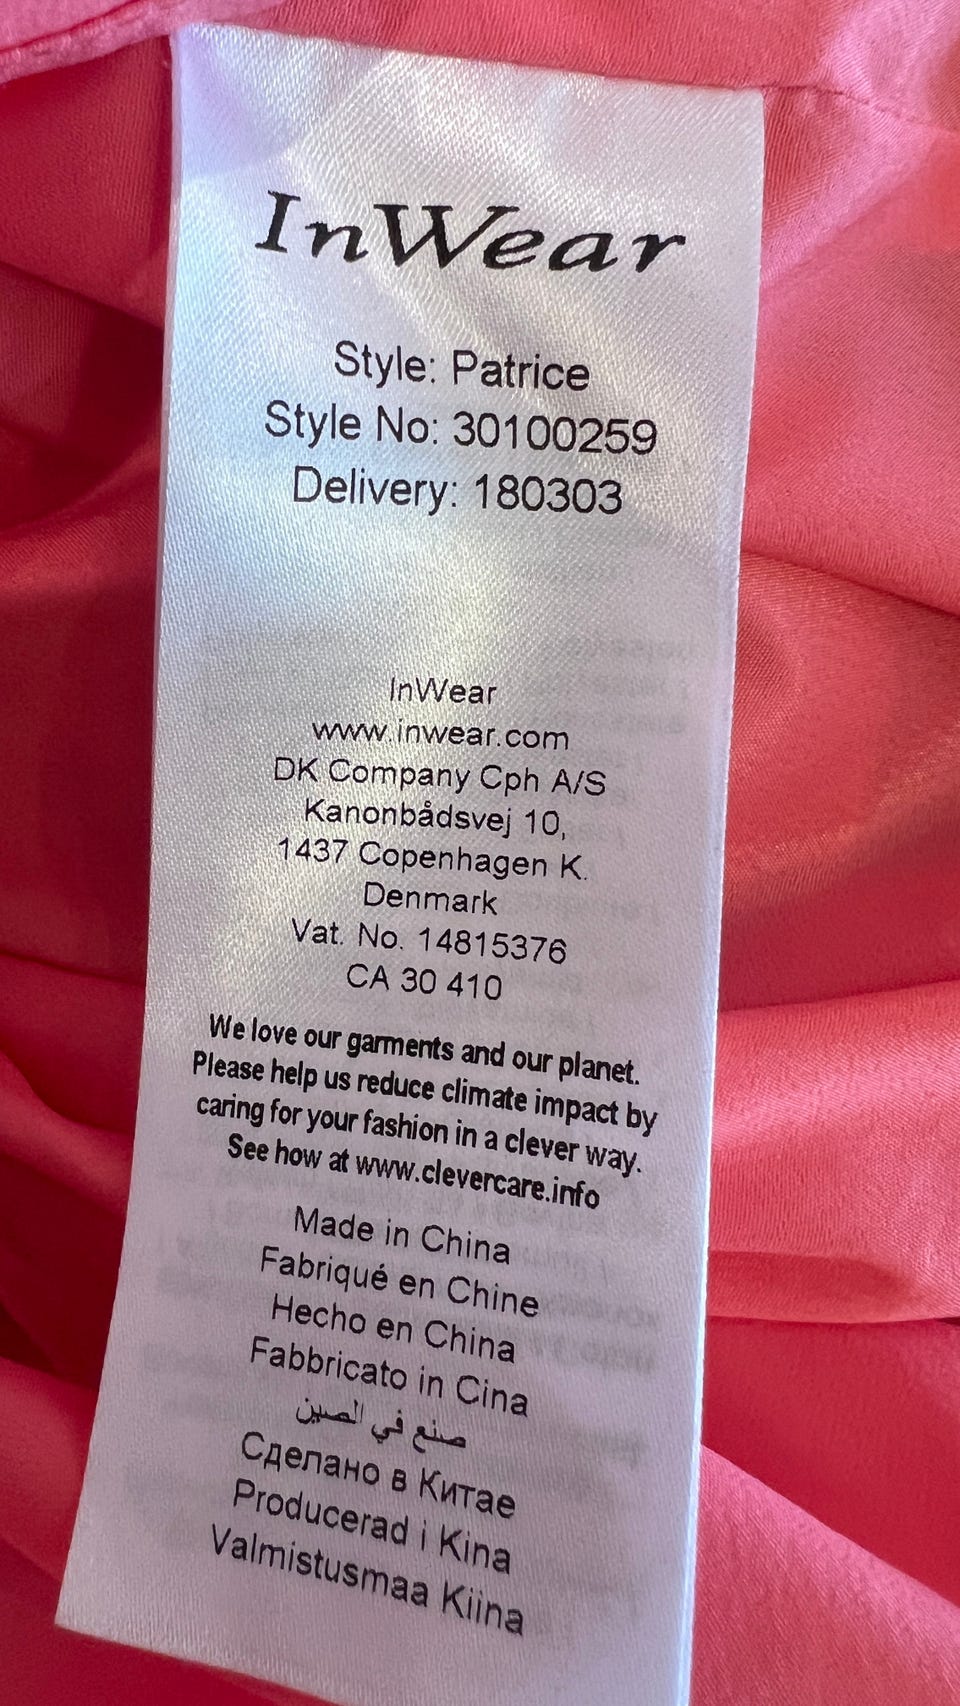 InWear
Style: Patrice
Style No: 30100259
Delivery: 180303
InWear
www.inwear.com
DK Company Cph A/S
Kanonbådsvej 10,
1437 Copenhagen K.
Denmark
Vat. No. 14815376
CA 30 410
We love our garments and our planet.
Please help us reduce climate impact by
caring for your fashion in a clever way.
See how at www.clevercare.info
Made in China
Fabriqué en Chine
Hecho en China
Fabbricato in Cina
صنع في الصين
Сделано в Китае
Producerad i Kina
Valmistusmaa Kiina